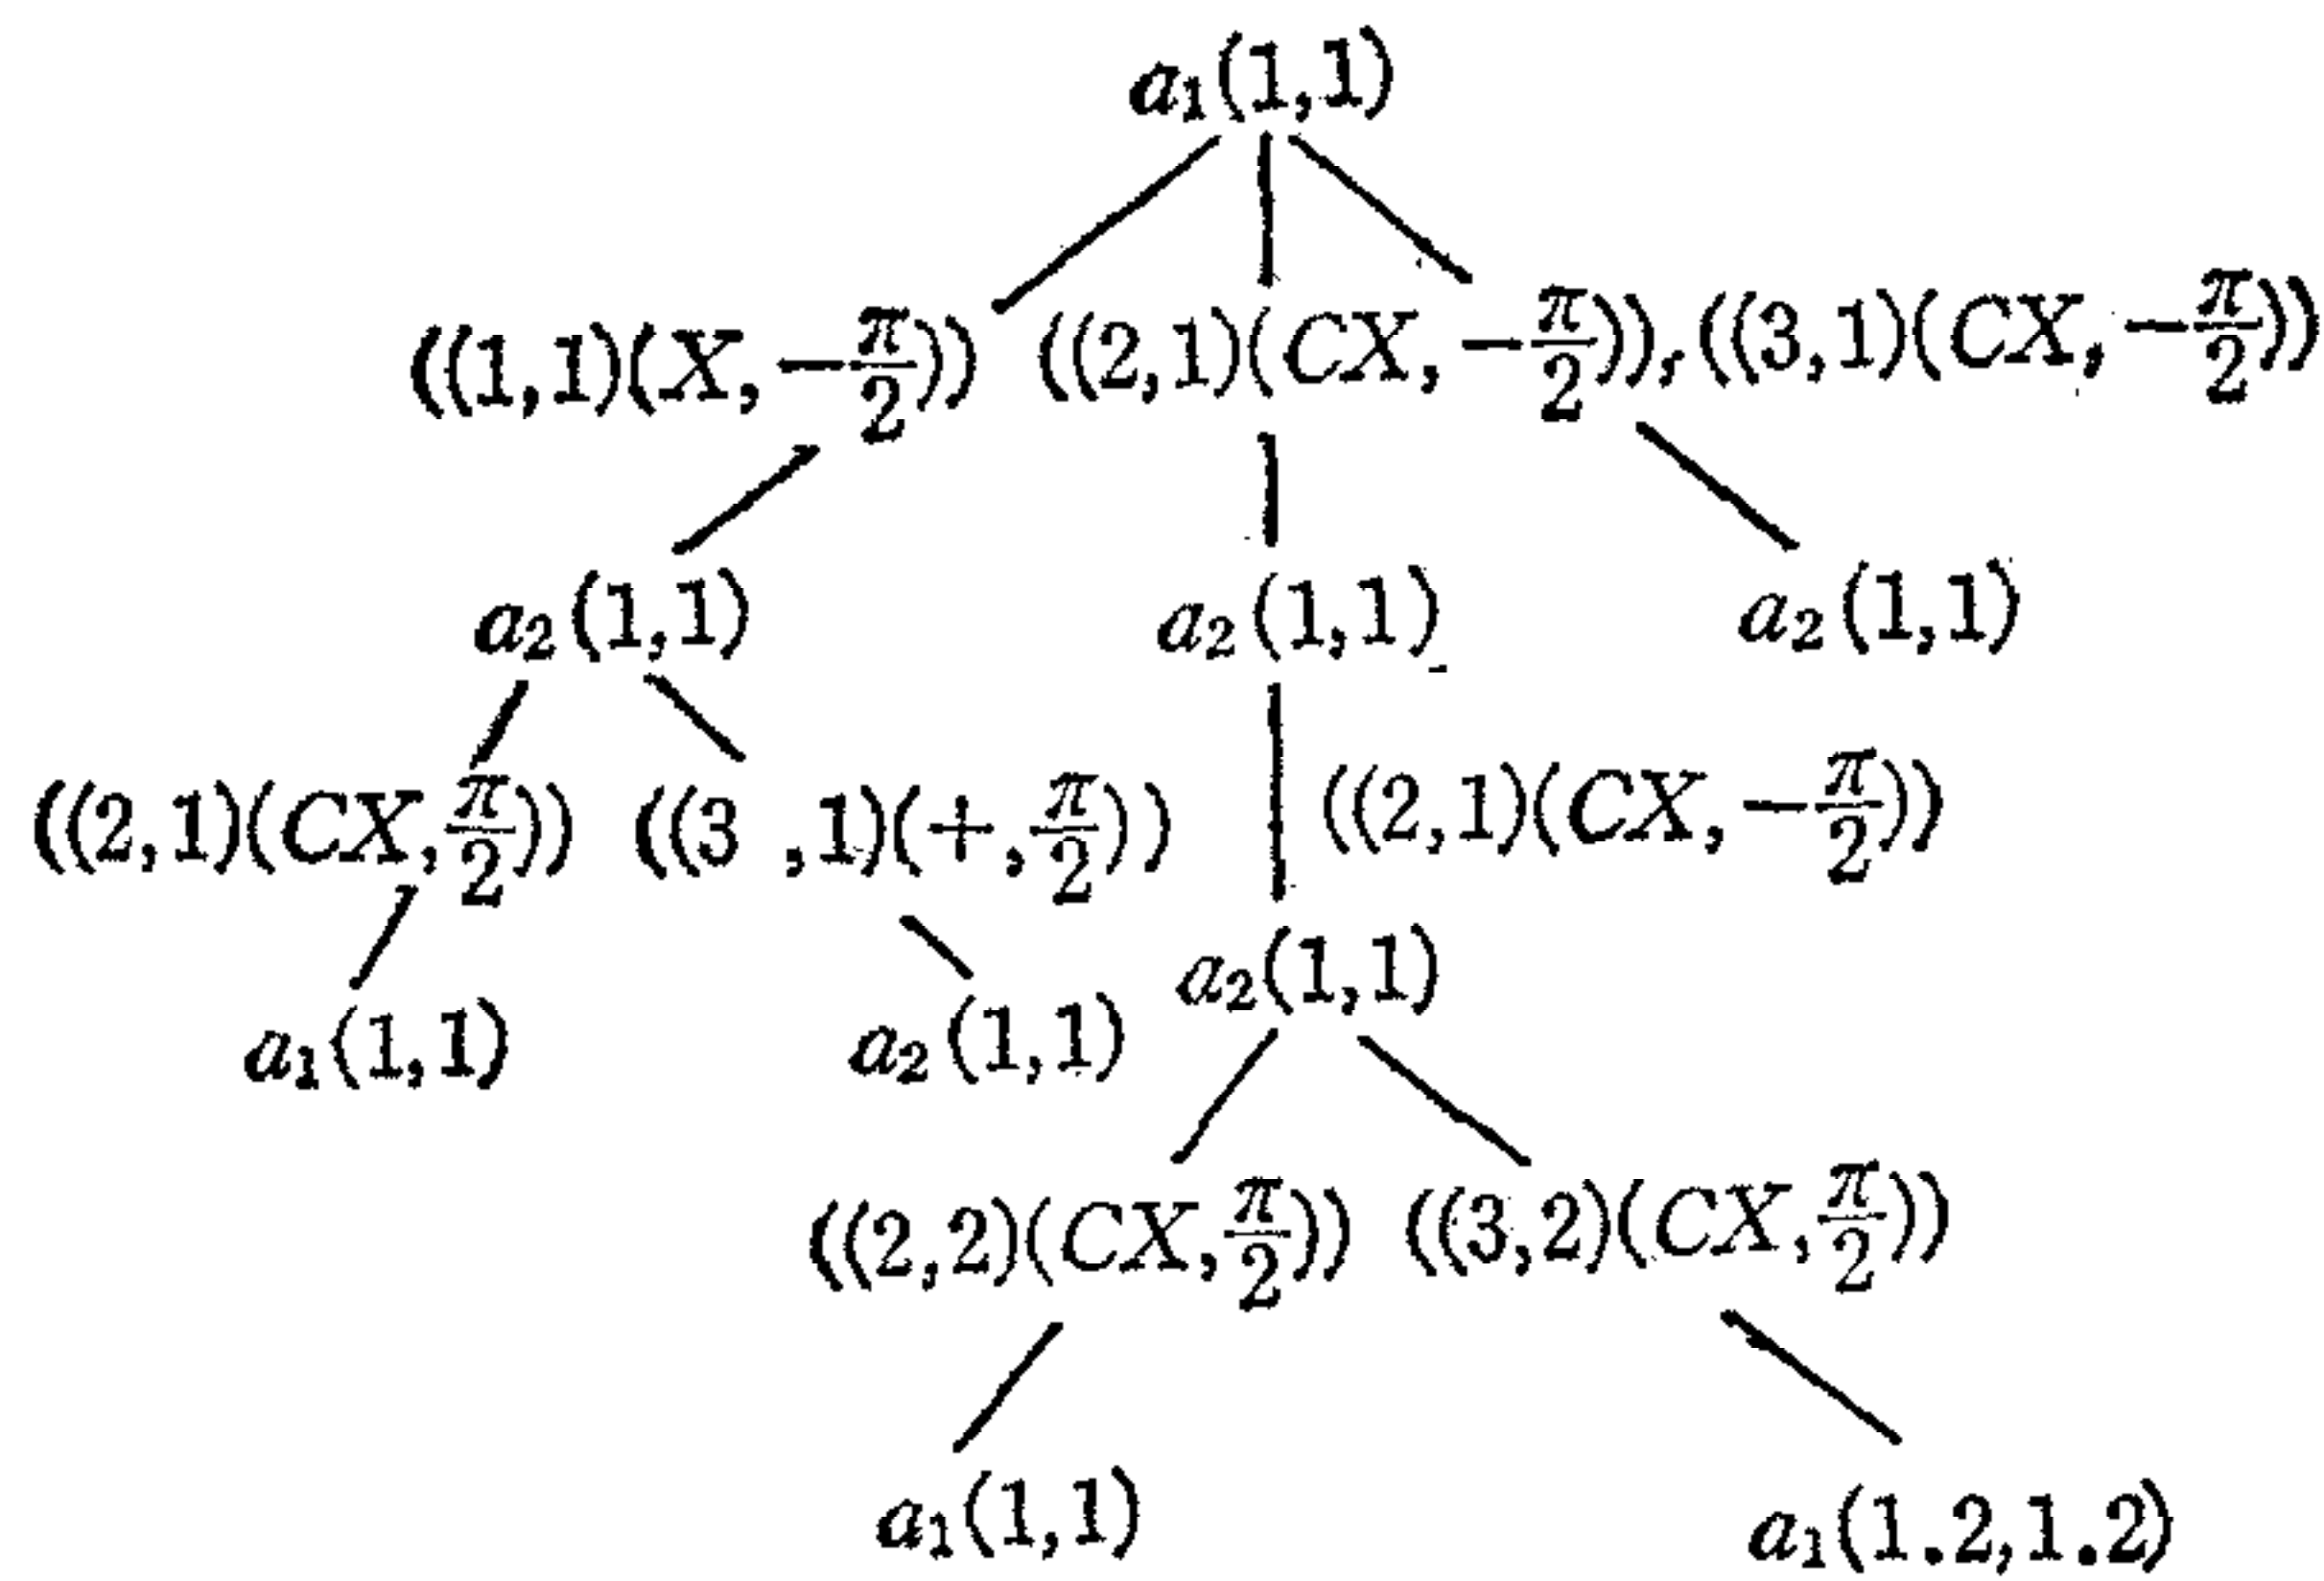 a₁(1,1)
((1,1)(X,−π/2)) ((2,1)(CX,−π/2)),((3,1)(CX,−π/2))
a₂(1,1) a₂(1,1) a₂(1,1)
((2,1)(CX,π/2)) ((3 ,1)(+,π/2)) ((2,1)(CX,−π/2))
a₁(1,1) a₂(1,1) a₂(1,1)
((2,2)(CX,π/2)) ((3,2)(CX,π/2))
a₁(1,1) a₁(1.2,1.2)